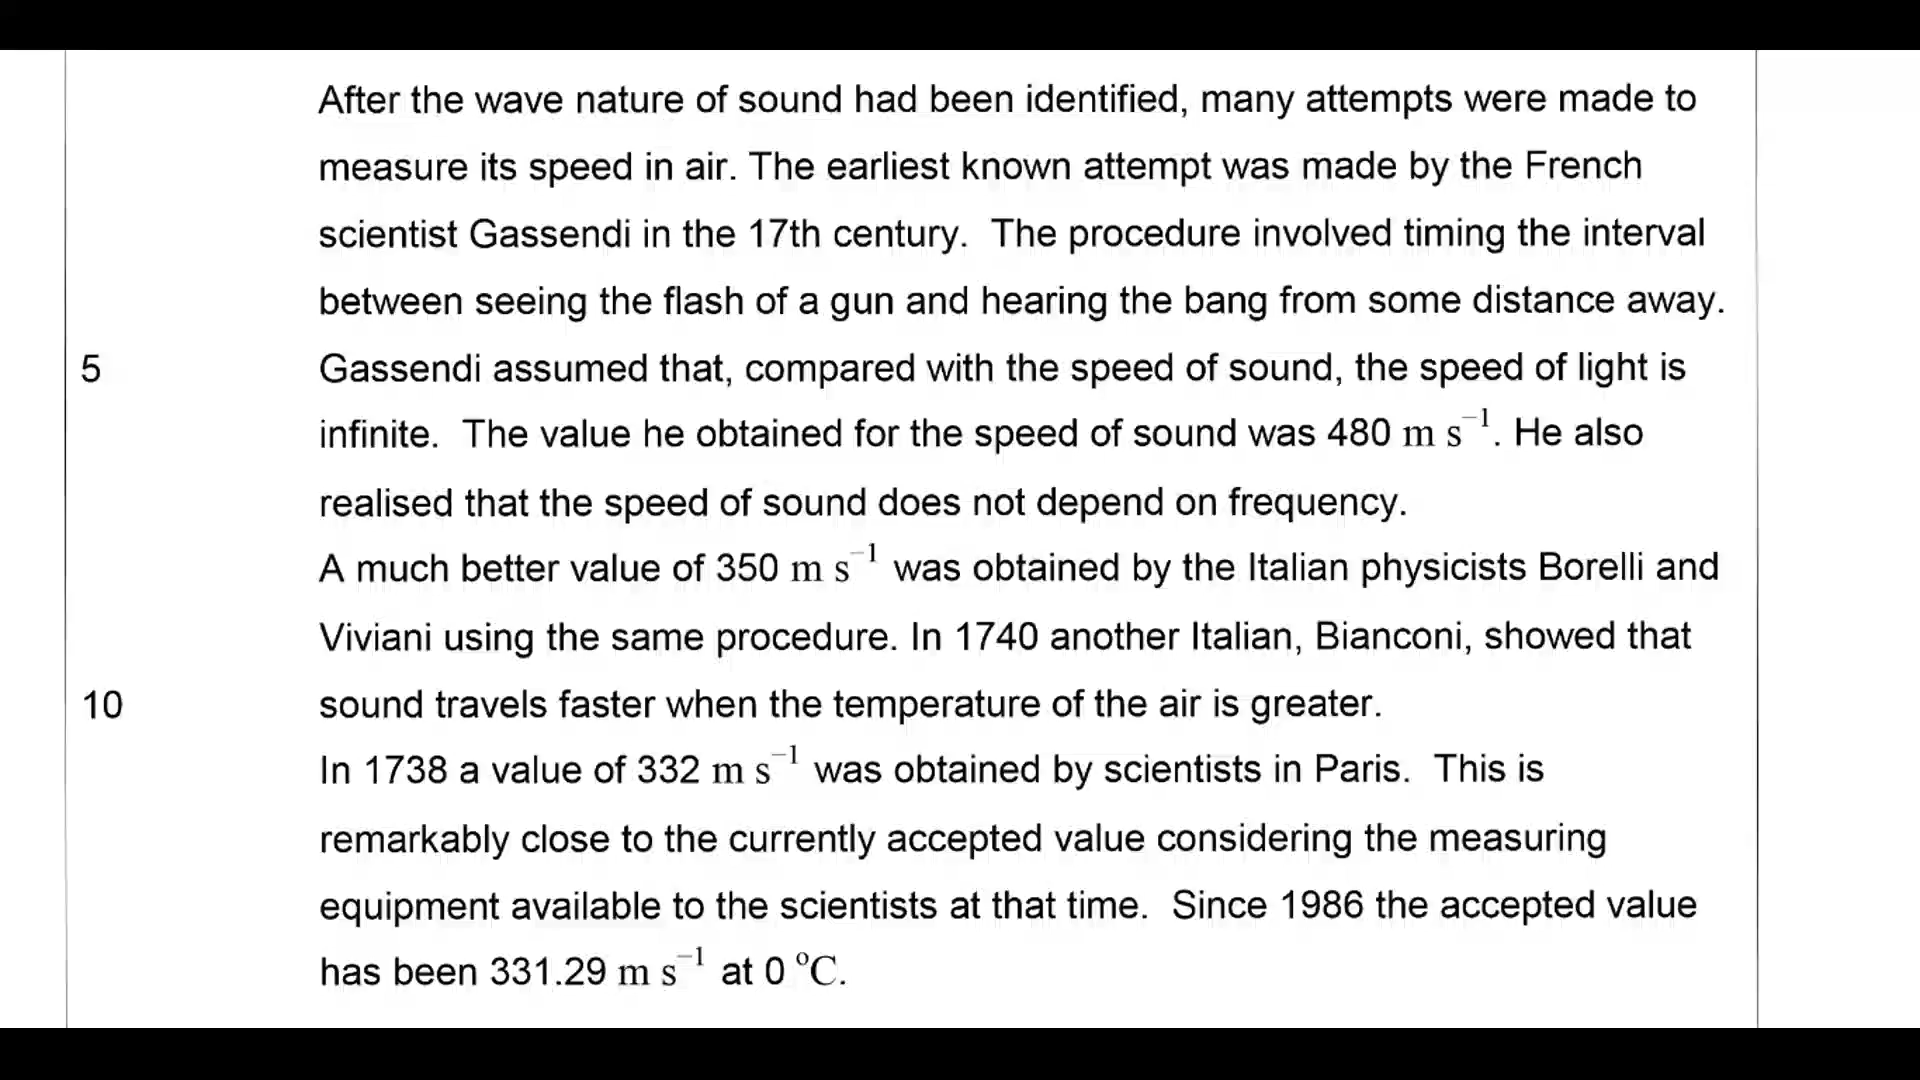 After the wave nature of sound had been identified, many attempts were made to
measure its speed in air. The earliest known attempt was made by the French
scientist Gassendi in the 17th century. The procedure involved timing the interval
between seeing the flash of a gun and hearing the bang from some distance away.
5 Gassendi assumed that, compared with the speed of sound, the speed of light is
infinite. The value he obtained for the speed of sound was 480 m s⁻¹. He also
realised that the speed of sound does not depend on frequency.
A much better value of 350 m s⁻¹ was obtained by the Italian physicists Borelli and
Viviani using the same procedure. In 1740 another Italian, Bianconi, showed that
10 sound travels faster when the temperature of the air is greater.
In 1738 a value of 332 m s⁻¹ was obtained by scientists in Paris. This is
remarkably close to the currently accepted value considering the measuring
equipment available to the scientists at that time. Since 1986 the accepted value
has been 331.29 m s⁻¹ at 0 °C.